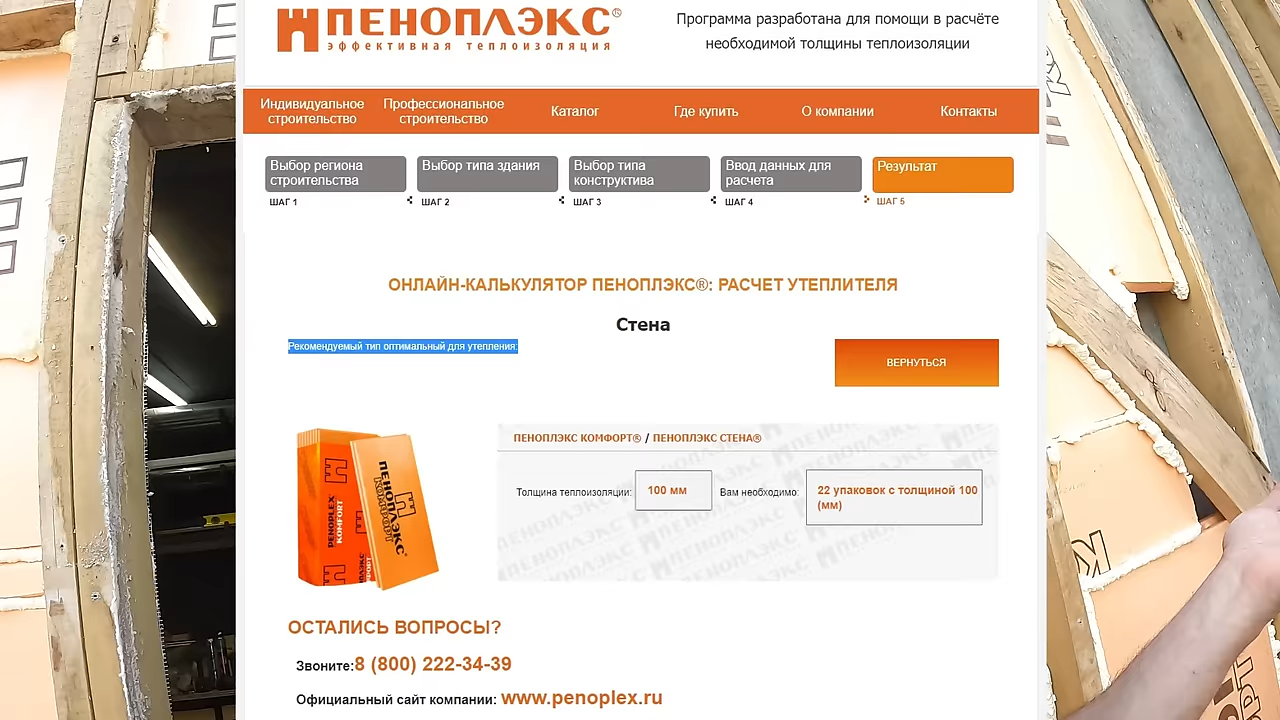 ПЕНОПЛЭКС®
эффективная теплоизоляция
Программа разработана для помощи в расчёте
необходимой толщины теплоизоляции
Индивидуальное
строительство
Профессиональное
строительство
Каталог
Где купить
О компании
Контакты
Выбор региона
строительства
Выбор типа здания
Выбор типа
конструктива
Ввод данных для
расчета
Результат
ШАГ 1
ШАГ 2
ШАГ 3
ШАГ 4
ШАГ 5
ОНЛАЙН-КАЛЬКУЛЯТОР ПЕНОПЛЭКС®: РАСЧЕТ УТЕПЛИТЕЛЯ
Стена
Рекомендуемый тип оптимальный для утепления:
ВЕРНУТЬСЯ
ПЕНОПЛЭКС КОМФОРТ® / ПЕНОПЛЭКС СТЕНА®
Толщина теплоизоляции:
100 мм
Вам необходимо:
22 упаковок с толщиной 100
(мм)
PENOPLEX
KOMFORT
ПЕНОПЛЭКС
КОМФОРТ
ОСТАЛИСЬ ВОПРОСЫ?
Звоните:8 (800) 222-34-39
Официальный сайт компании: www.penoplex.ru